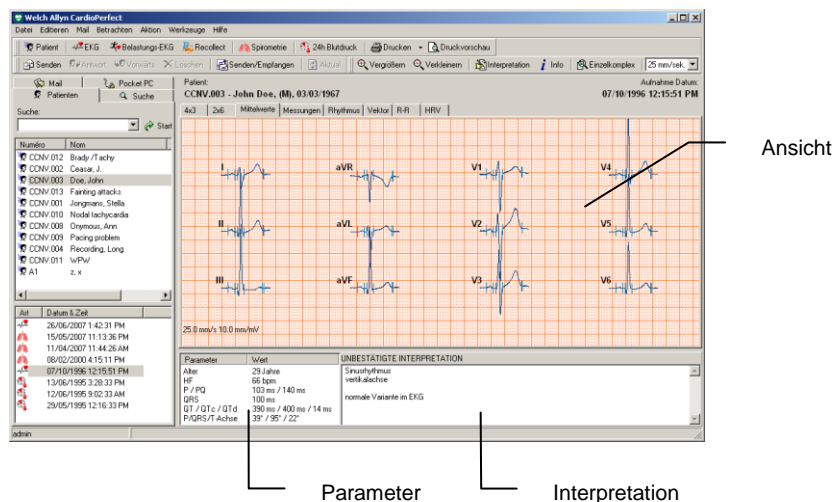 Welch Allyn CardioPerfect
Datei Editieren Mail Betrachten Aktion Werkzeuge Hilfe
Patient EKG Belastungs-EKG Recollect Spirometrie 24h Blutdruck Drucken Druckvorschau
Senden Antwort Vorwärts Löschen Senden/Empfangen Aktual Vergrößern Verkleinern Interpretation Info Einzelkomplex 25 mm/sek.
Mail Pocket PC
Patienten Suche
Suche:
Start
Numéro Nom
CCNV.012 Brady /Tachy
CCNV.002 Ceasar, J.
CCNV.003 Doe, John
CCNV.013 Fainting attacks
CCNV.001 Jongmans, Stella
CCNV.010 Nodal tachycardia
CCNV.008 Onymous, Ann
CCNV.009 Pacing problem
CCNV.004 Recording, Long
CCNV.011 WPW
A1 z, x
Art Datum & Zeit
26/06/2007 1:42:31 PM
15/05/2007 11:13:36 PM
11/04/2007 11:44:26 AM
08/02/2000 4:15:11 PM
07/10/1996 12:15:51 PM
13/06/1995 3:28:33 PM
12/06/1995 9:02:33 AM
29/05/1995 12:16:33 PM
admin
Patient: Aufnahme Datum:
CCNV.003 - John Doe, (M), 03/03/1967 07/10/1996 12:15:51 PM
4x3 2x6 Mittelwerte Messungen Rhythmus Vektor R-R HRV
I aVR V1 V4
II aVL V2 V5
III aVF V3 V6
25.0 mm/s 10.0 mm/mV
Parameter Wert
Alter 29 Jahre
HF 66 bpm
P / PQ 103 ms / 140 ms
QRS 100 ms
QT / QTc / QTd 390 ms / 400 ms / 14 ms
P/QRS/T-Achse 39° / 95° / 22°
UNBESTÄTIGTE INTERPRETATION
Sinusrhythmus
vertikalachse
normale Variante im EKG
Ansicht
Parameter
Interpretation